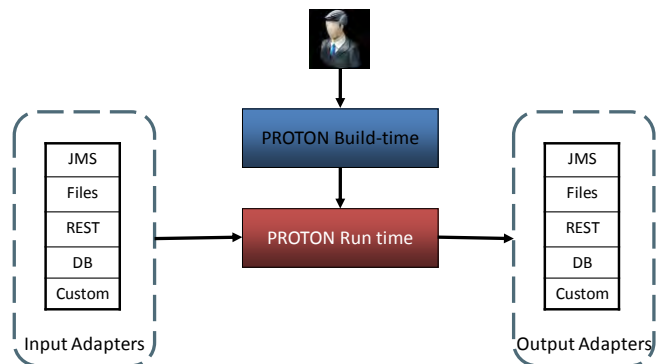 PROTON Build-time
JMS
Files
REST
DB
Custom
Input Adapters
PROTON Run time
JMS
Files
REST
DB
Custom
Output Adapters